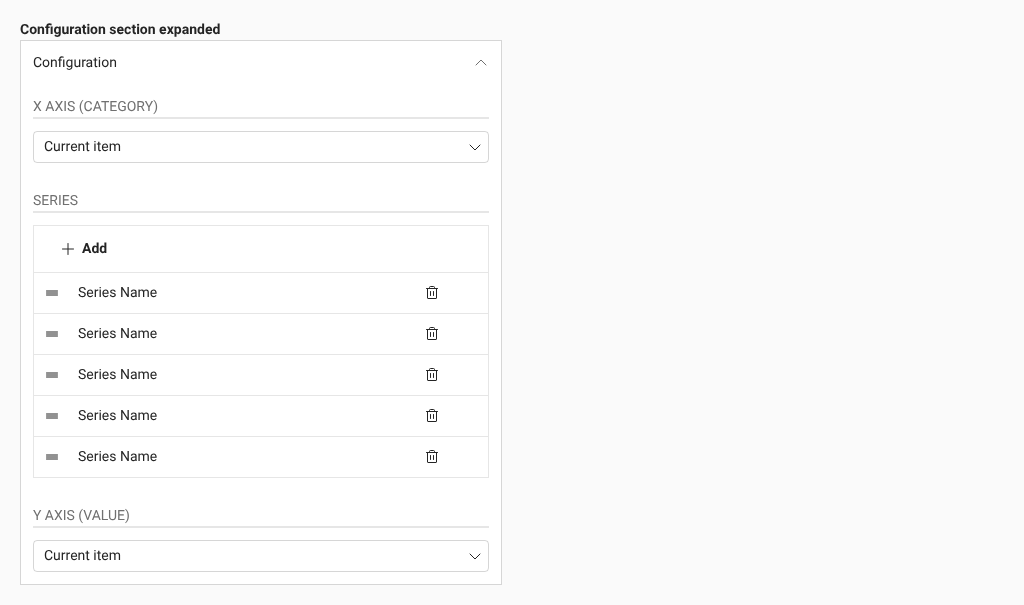 Configuration section expanded
Configuration
X AXIS (CATEGORY)
Current item
SERIES
Add
Series Name
Series Name
Series Name
Series Name
Series Name
Y AXIS (VALUE)
Current item